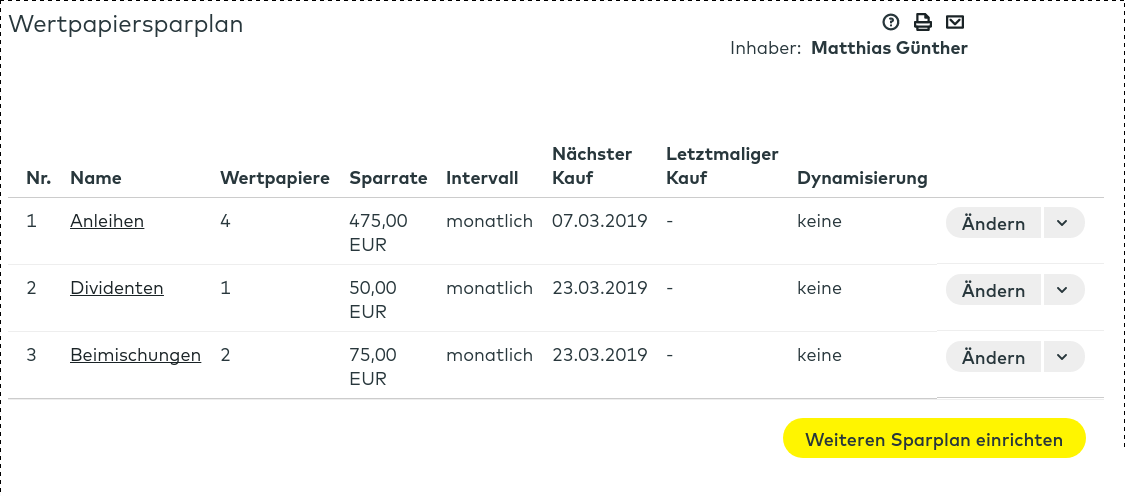 Wertpapiersparplan
Inhaber: Matthias Günther
Nr. Name Wertpapiere Sparrate Intervall Nächster Kauf Letztmaliger Kauf Dynamisierung
1 Anleihen 4 475,00 EUR monatlich 07.03.2019 - keine Ändern
2 Dividenten 1 50,00 EUR monatlich 23.03.2019 - keine Ändern
3 Beimischungen 2 75,00 EUR monatlich 23.03.2019 - keine Ändern
Weiteren Sparplan einrichten